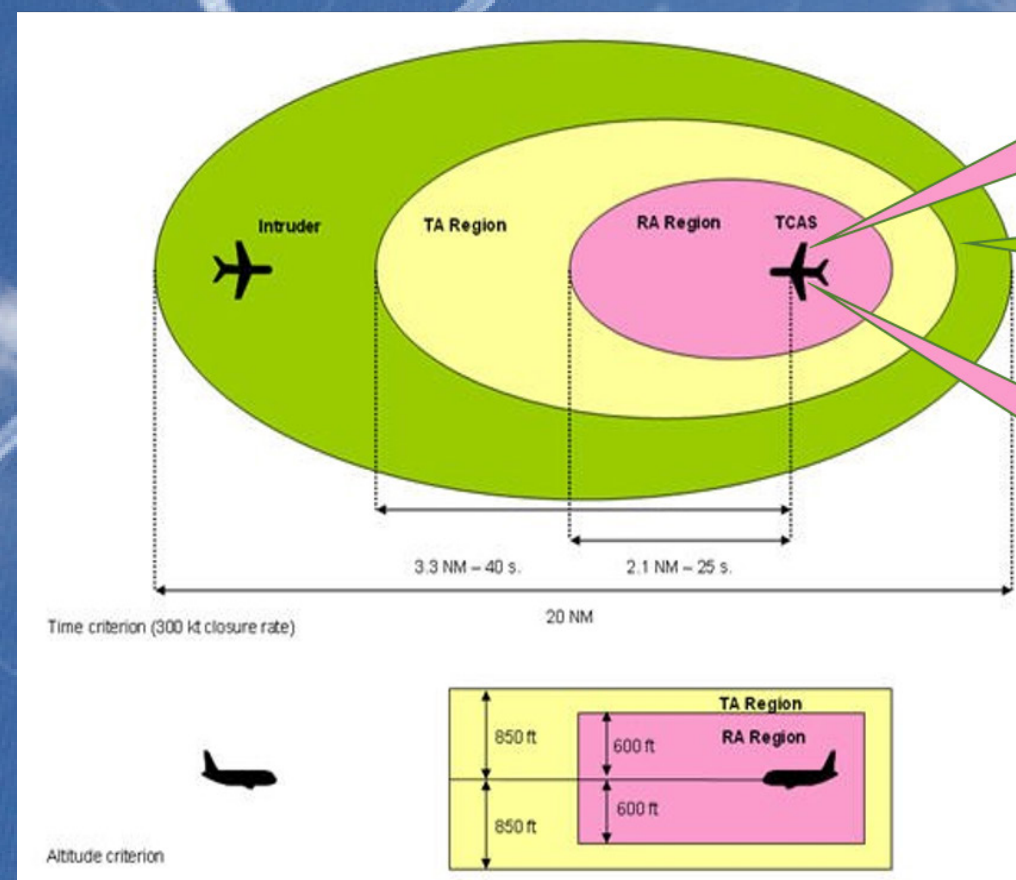 Intruder
TA Region
RA Region
TCAS
3.3 NM – 40 s.
2.1 NM – 25 s.
20 NM
Time criterion (300 kt closure rate)
TA Region
RA Region
850 ft
600 ft
600 ft
850 ft
Altitude criterion